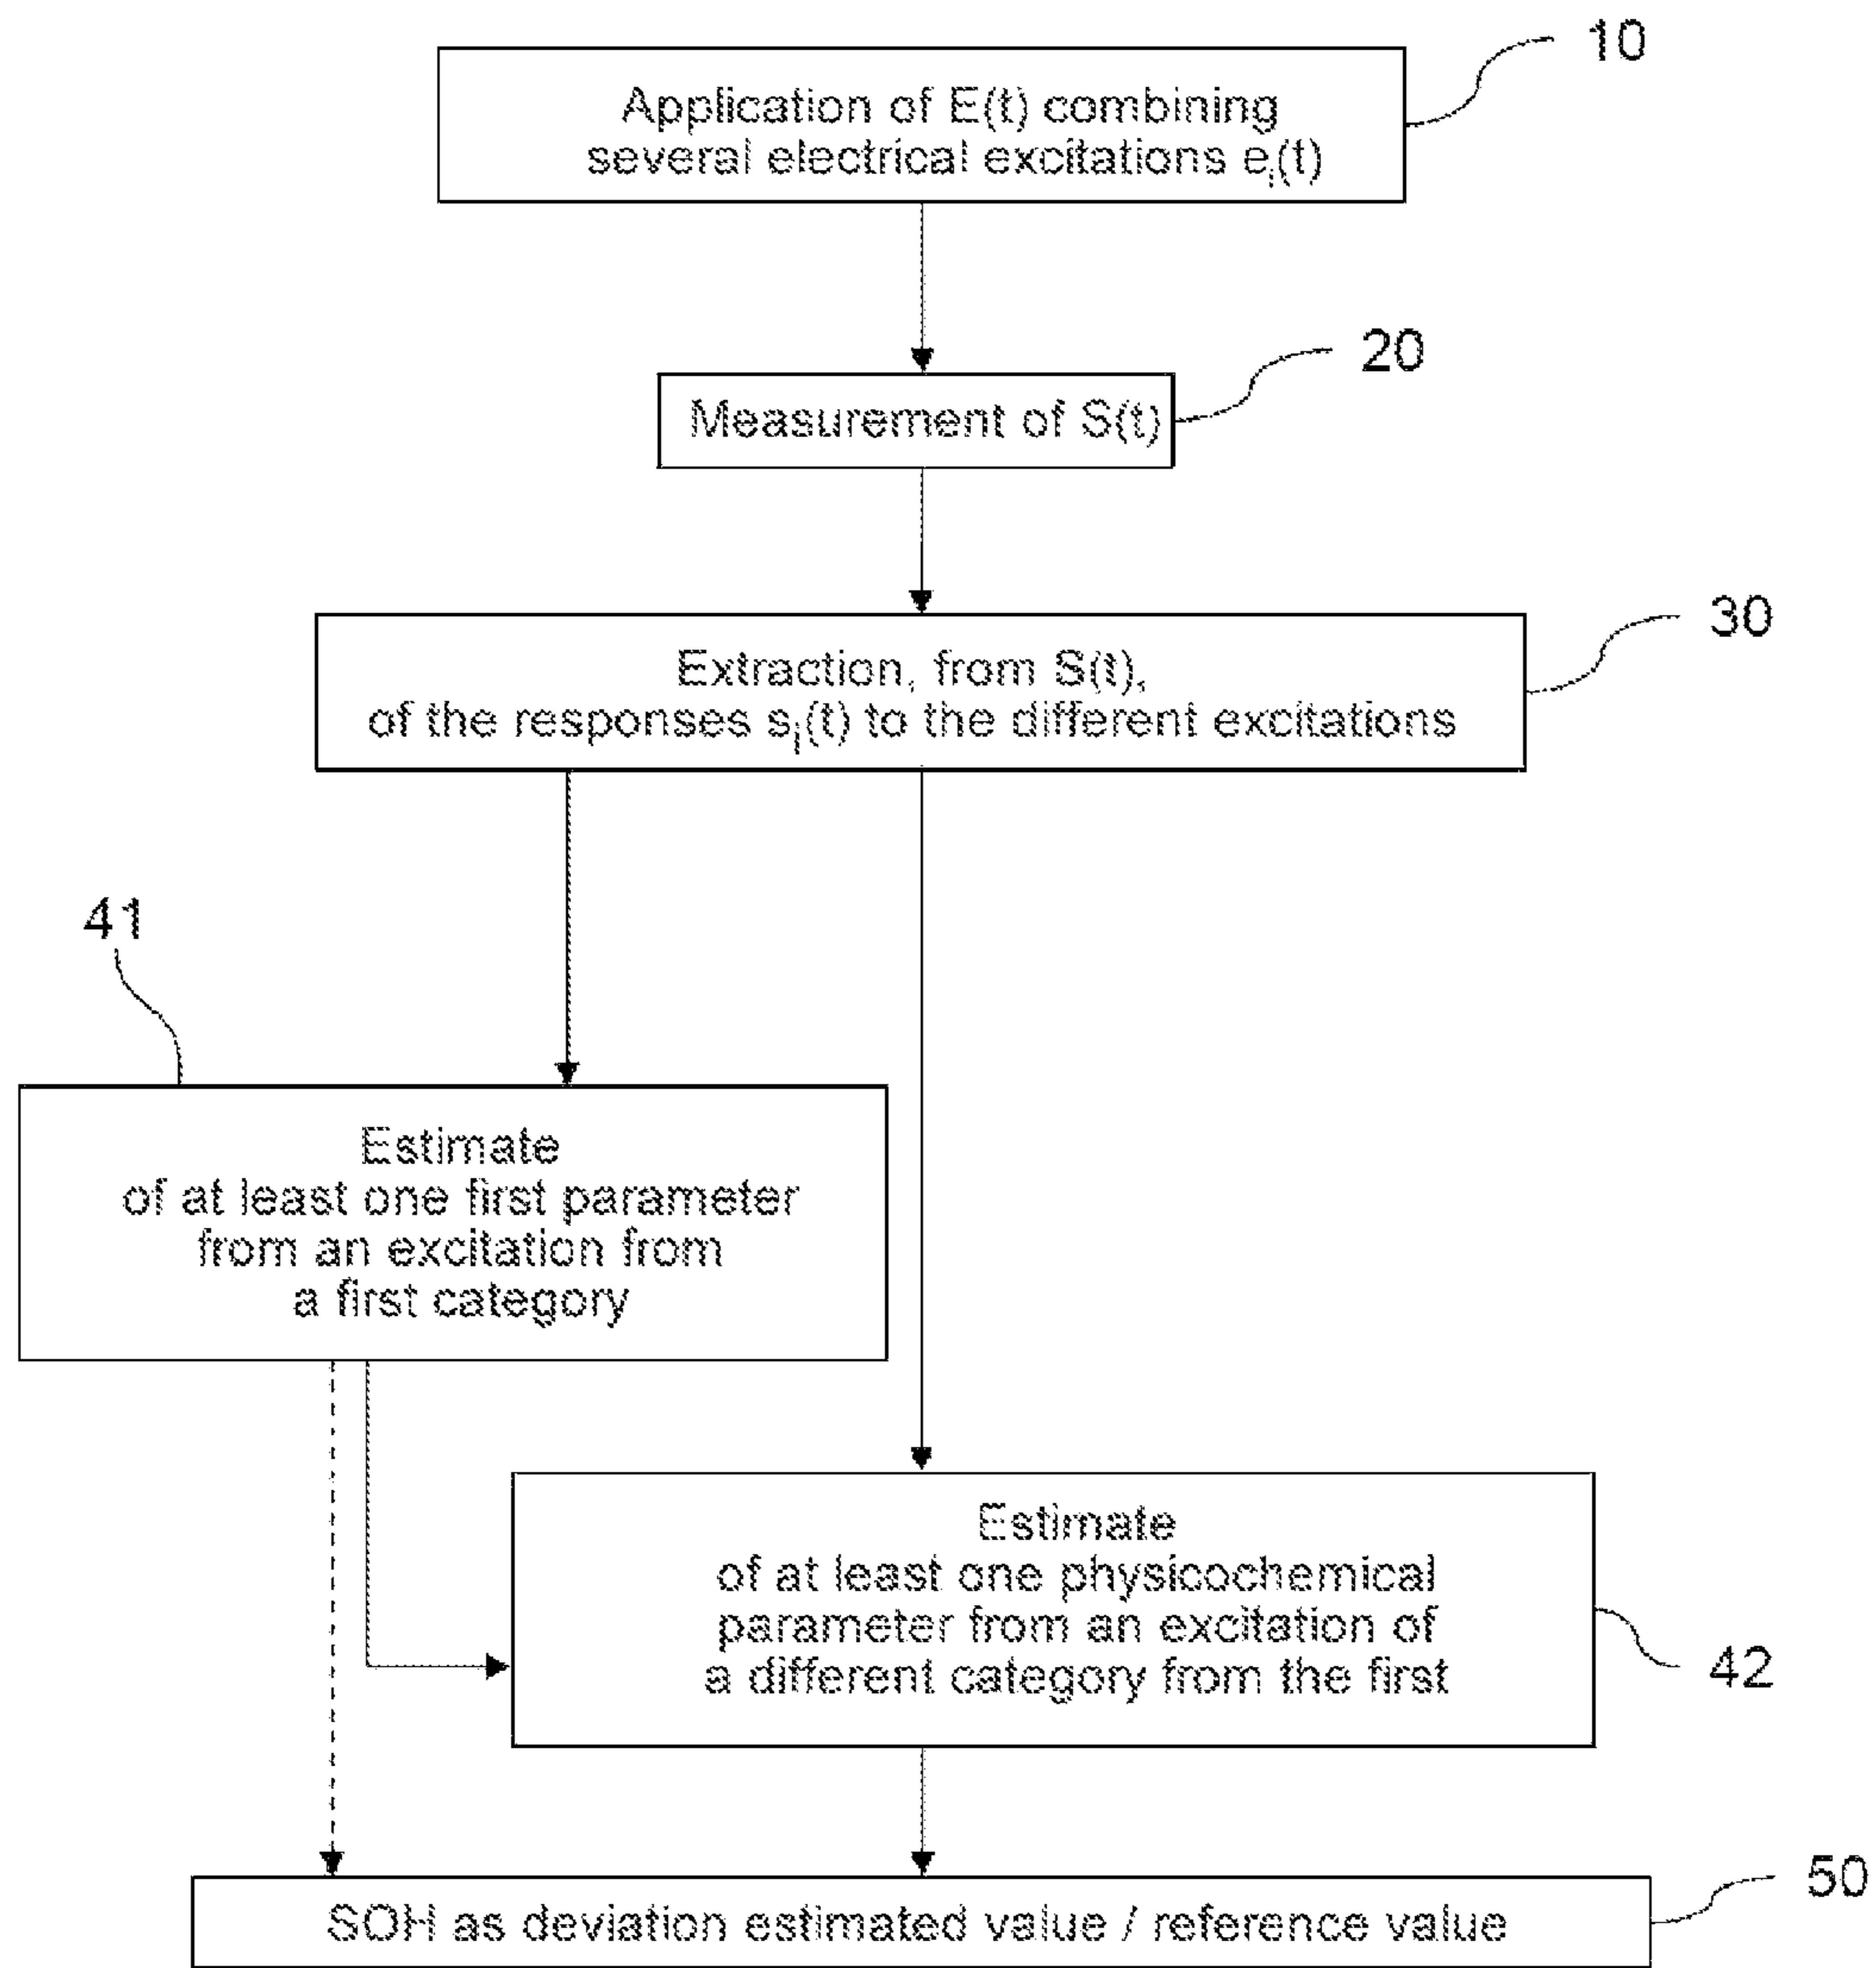 10
Application of E(t) combining
several electrical excitations eᵢ(t)
20
Measurement of S(t)
30
Extraction, from S(t),
of the responses sᵢ(t) to the different excitations
41
Estimate
of at least one first parameter
from an excitation from
a first category
Estimate
of at least one physicochemical
parameter from an excitation of
a different category from the first
42
50
SOH as deviation estimated value / reference value